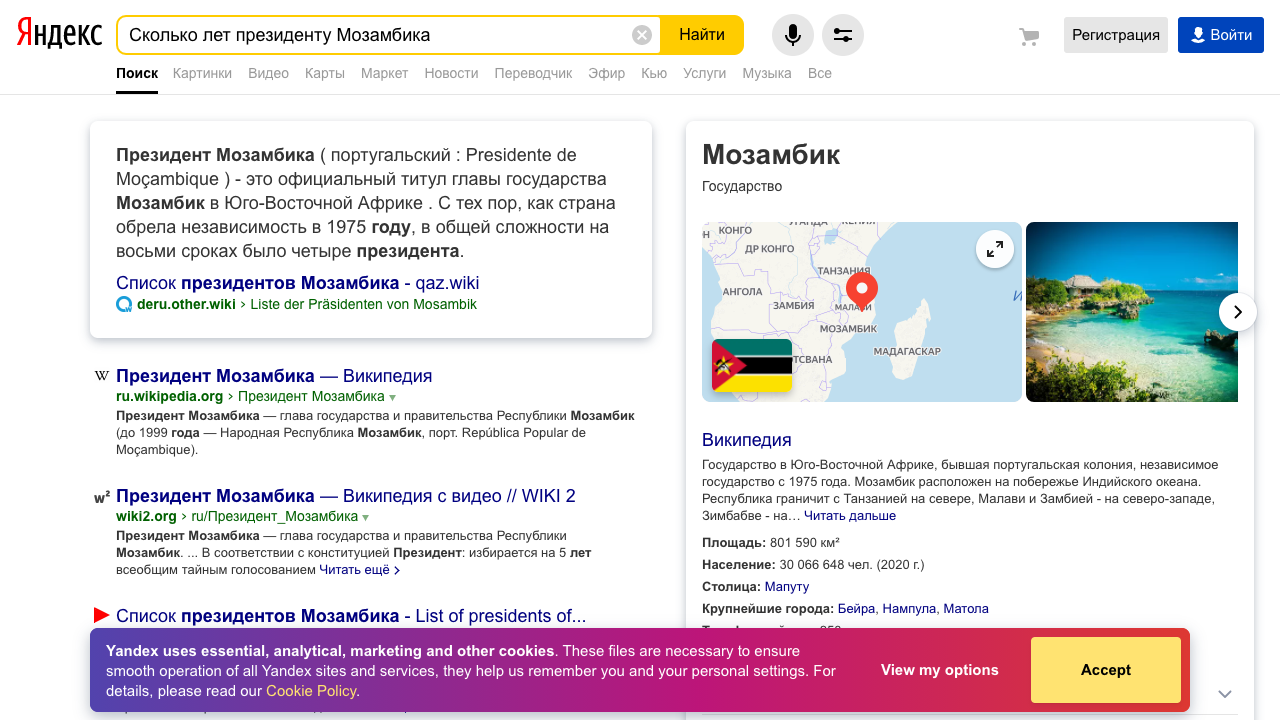 Яндекс
Сколько лет президенту Мозамбика
Найти
Регистрация
Войти
Поиск Картинки Видео Карты Маркет Новости Переводчик Эфир Кью Услуги Музыка Все
Президент Мозамбика ( португальский : Presidente de
Moçambique ) - это официальный титул главы государства
Мозамбик в Юго-Восточной Африке . С тех пор, как страна
обрела независимость в 1975 году, в общей сложности на
восьми сроках было четыре президента.
Список президентов Мозамбика - qaz.wiki
deru.other.wiki › Liste der Präsidenten von Mosambik
Президент Мозамбика — Википедия
ru.wikipedia.org › Президент Мозамбика
Президент Мозамбика — глава государства и правительства Республики Мозамбик
(до 1999 года — Народная Республика Мозамбик, порт. República Popular de
Moçambique).
Президент Мозамбика — Википедия с видео // WIKI 2
wiki2.org › ru/Президент_Мозамбика
Президент Мозамбика — глава государства и правительства Республики
Мозамбик. ... В соответствии с конституцией Президент: избирается на 5 лет
всеобщим тайным голосованием Читать ещё
Список президентов Мозамбика - List of presidents of...
Мозамбик
Государство
КОНГО
ДР КОНГО
ТАНЗАНИЯ
АНГОЛА
ЗАМБИЯ
МАЛАВИ
МОЗАМБИК
МАДАГАСКАР
Википедия
Государство в Юго-Восточной Африке, бывшая португальская колония, независимое
государство с 1975 года. Мозамбик расположен на побережье Индийского океана.
Республика граничит с Танзанией на севере, Малави и Замбией - на северо-западе,
Зимбабве - на… Читать дальше
Площадь: 801 590 км²
Население: 30 066 648 чел. (2020 г.)
Столица: Мапуту
Крупнейшие города: Бейра, Нампула, Матола
Yandex uses essential, analytical, marketing and other cookies. These files are necessary to ensure
smooth operation of all Yandex sites and services, they help us remember you and your personal settings. For
details, please read our Cookie Policy.
View my options
Accept